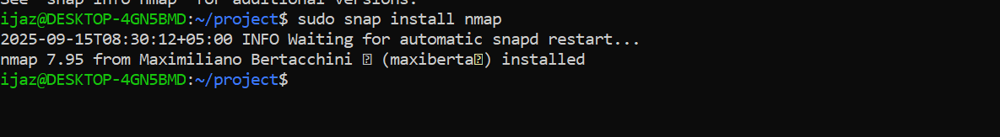 See 'snap info nmap' for additional versions.
ijaz@DESKTOP-4GN5BMD:~/project$ sudo snap install nmap
2025-09-15T08:30:12+05:00 INFO Waiting for automatic snapd restart...
nmap 7.95 from Maximiliano Bertacchini (maxiberta) installed
ijaz@DESKTOP-4GN5BMD:~/project$